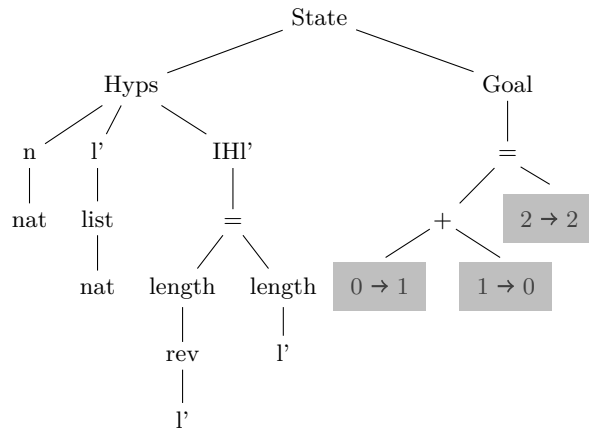 State
Hyps Goal
n l' IHl' =
nat list = + 2 → 2
nat length length 0 → 1 1 → 0
rev l'
l'